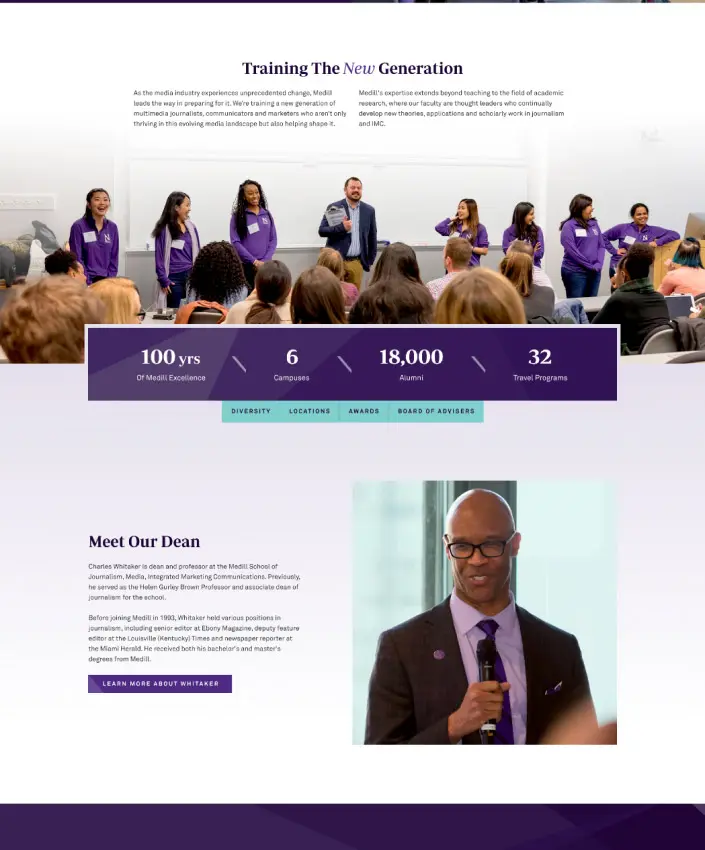 Training The New Generation
As the media industry experiences unprecedented change, Medill
leads the way in preparing for it. We're training a new generation of
multimedia journalists, communicators and marketers who aren't only
thriving in this evolving media landscape but also helping shape it.
Medill's expertise extends beyond teaching to the field of academic
research, where our faculty are thought leaders who continually
develop new theories, applications and scholarly work in journalism
and IMC.
100 yrs
Of Medill Excellence
6
Campuses
18,000
Alumni
32
Travel Programs
DIVERSITY LOCATIONS AWARDS BOARD OF ADVISERS
Meet Our Dean
Charles Whitaker is dean and professor at the Medill School of
Journalism, Media, Integrated Marketing Communications. Previously,
he served as the Helen Gurley Brown Professor and associate dean of
journalism for the school.
Before joining Medill in 1993, Whitaker held various positions in
journalism, including senior editor at Ebony Magazine, deputy feature
editor at the Louisville (Kentucky) Times and newspaper reporter at
the Miami Herald. He received both his bachelor's and master's
degrees from Medill.
LEARN MORE ABOUT WHITAKER